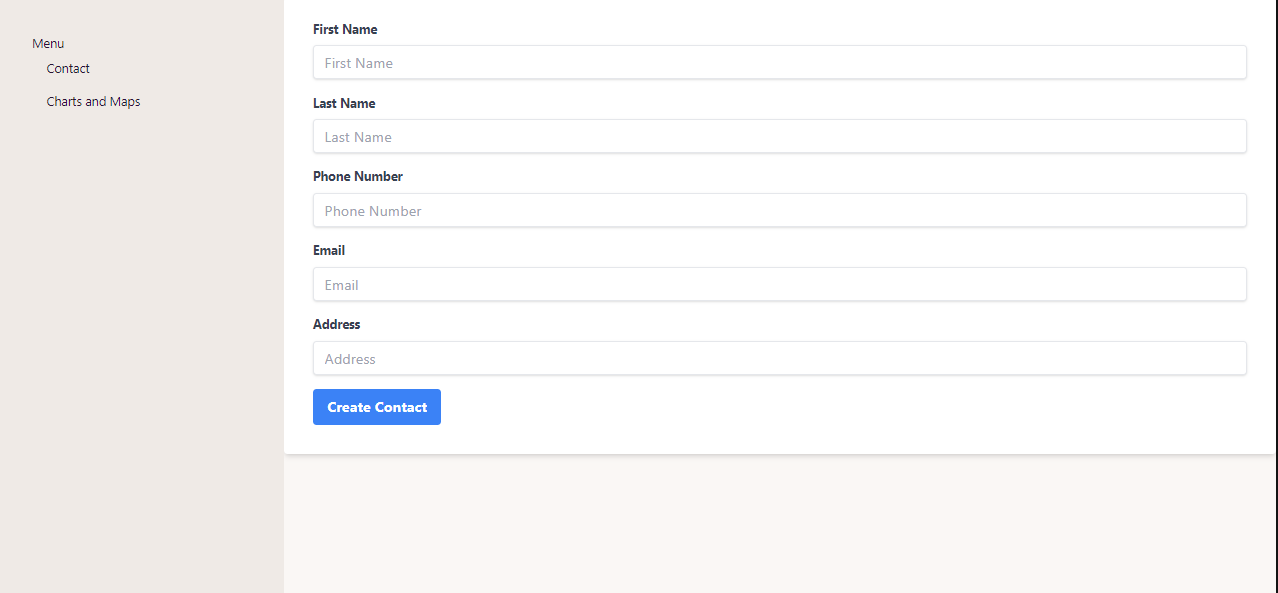 Menu
Contact
Charts and Maps
First Name
First Name
Last Name
Last Name
Phone Number
Phone Number
Email
Email
Address
Address
Create Contact